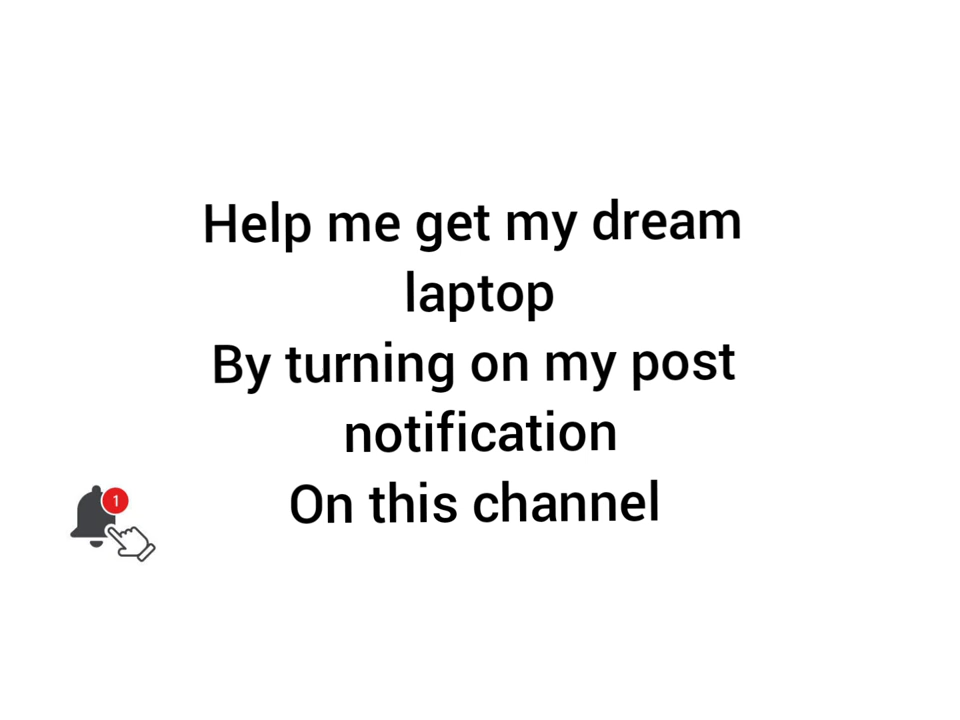 Help me get my dream
laptop
By turning on my post
notification
On this channel
1